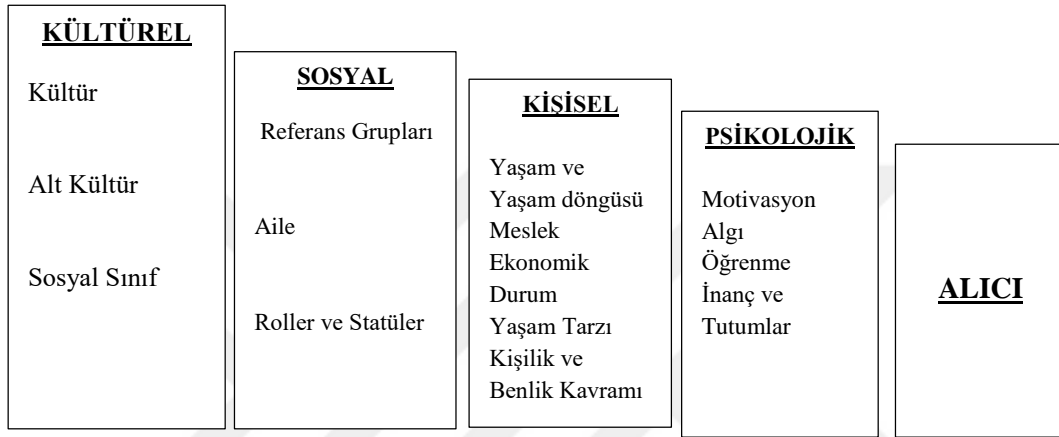 KÜLTÜREL
Kültür
Alt Kültür
Sosyal Sınıf
SOSYAL
Referans Grupları
Aile
Roller ve Statüler
KİŞİSEL
Yaşam ve
Yaşam döngüsü
Meslek
Ekonomik
Durum
Yaşam Tarzı
Kişilik ve
Benlik Kavramı
PSİKOLOJİK
Motivasyon
Algı
Öğrenme
İnanç ve
Tutumlar
ALICI